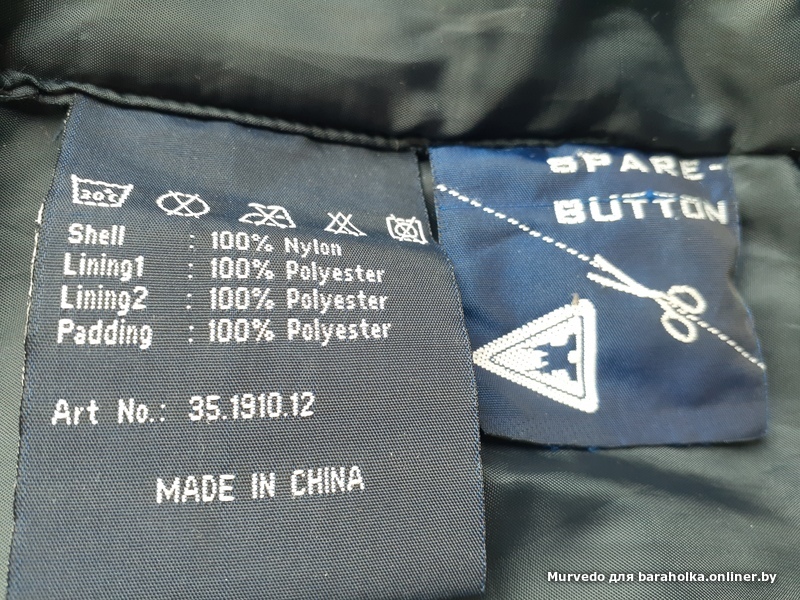 30°C
Shell : 100% Nylon
Lining1 : 100% Polyester
Lining2 : 100% Polyester
Padding : 100% Polyester
Art No.: 35.1910.12
MADE IN CHINA
SPARE-
BUTTON
Murvedo для baraholka.onliner.by